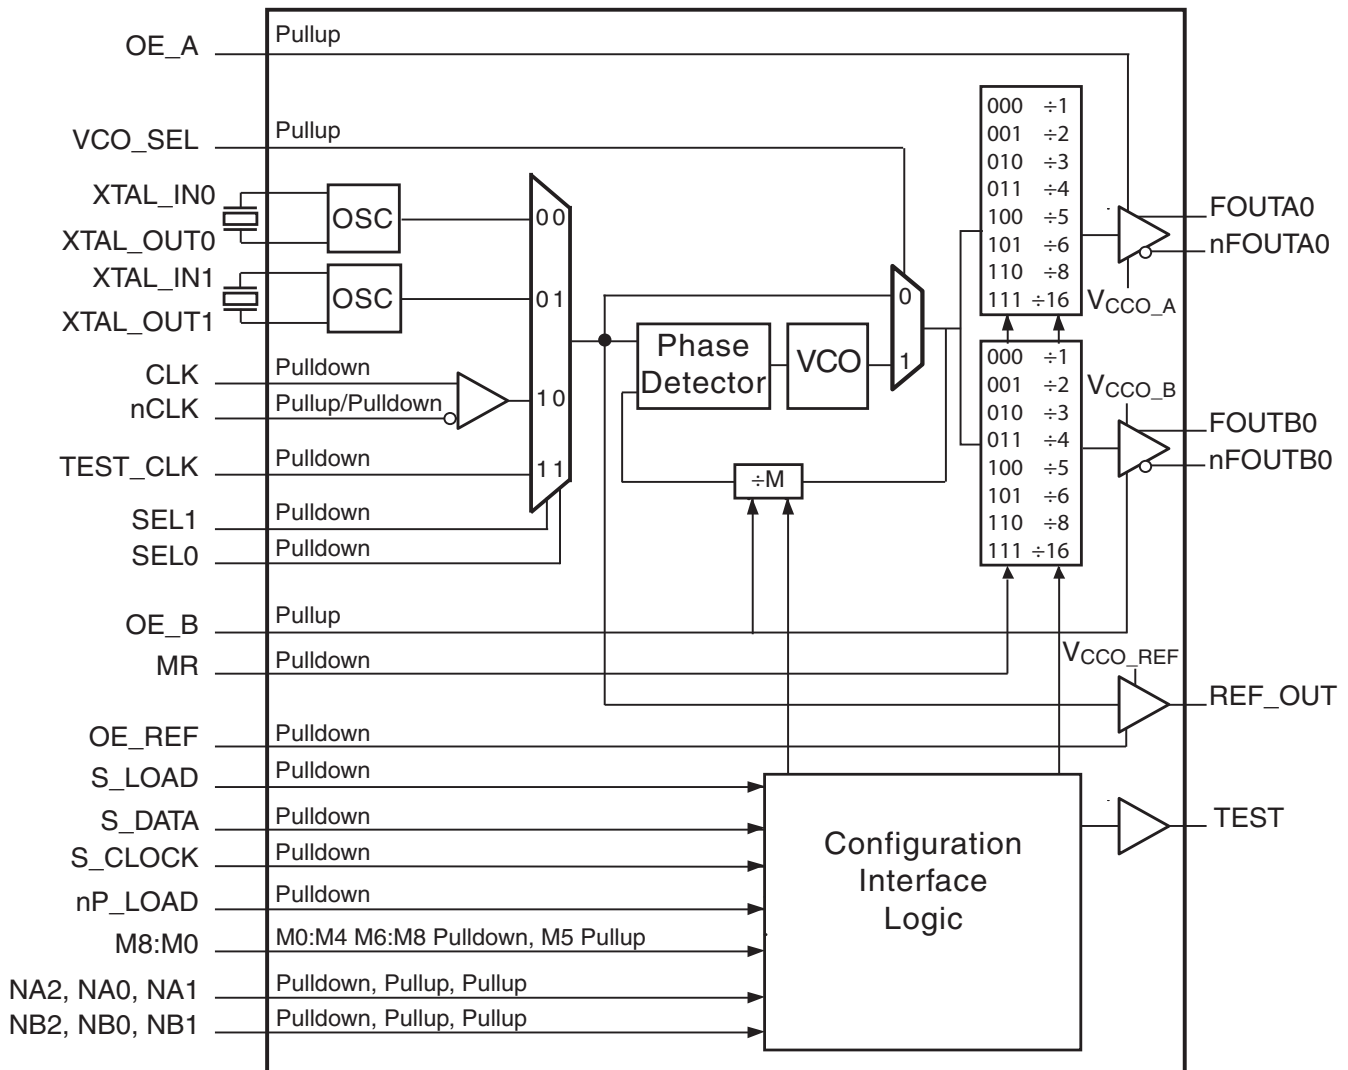 OE_A
Pullup
VCO_SEL
Pullup
XTAL_IN0
OSC
XTAL_OUT0
XTAL_IN1
OSC
XTAL_OUT1
CLK
Pulldown
nCLK
Pullup/Pulldown
TEST_CLK
Pulldown
SEL1
Pulldown
SEL0
Pulldown
00
01
10
11
Phase
Detector
VCO
0
1
÷M
000 ÷1
001 ÷2
010 ÷3
011 ÷4
100 ÷5
101 ÷6
110 ÷8
111 ÷16
000 ÷1
001 ÷2
010 ÷3
011 ÷4
100 ÷5
101 ÷6
110 ÷8
111 ÷16
FOUTA0
nFOUTA0
VCCO_A
VCCO_B
FOUTB0
nFOUTB0
OE_B
Pullup
MR
Pulldown
VCCO_REF
REF_OUT
OE_REF
Pulldown
S_LOAD
Pulldown
S_DATA
Pulldown
S_CLOCK
Pulldown
nP_LOAD
Pulldown
M8:M0
M0:M4 M6:M8 Pulldown, M5 Pullup
NA2, NA0, NA1
Pulldown, Pullup, Pullup
NB2, NB0, NB1
Pulldown, Pullup, Pullup
Configuration
Interface
Logic
TEST